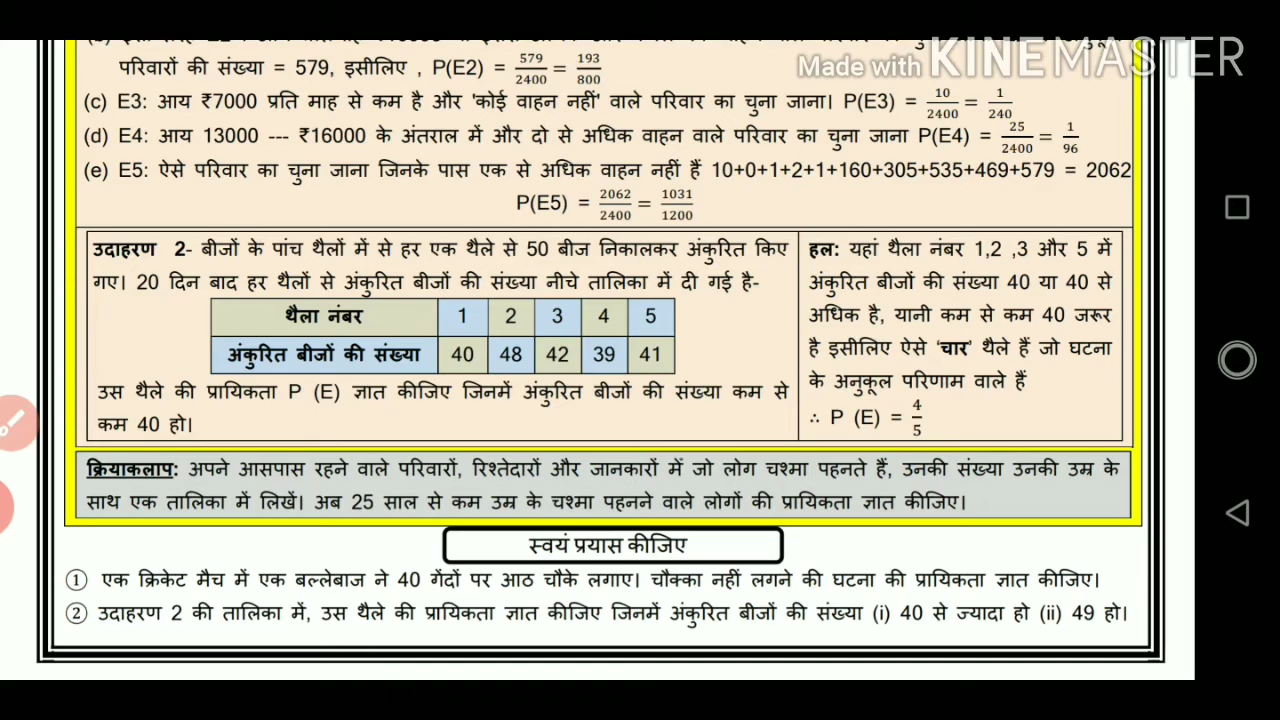 Made with KINEMASTER
परिवारों की संख्या = 579, इसीलिए , P(E2) = 579/2400 = 193/800
(c) E3: आय ₹7000 प्रति माह से कम है और 'कोई वाहन नहीं' वाले परिवार का चुना जाना। P(E3) = 10/2400 = 1/240
(d) E4: आय 13000 --- ₹16000 के अंतराल में और दो से अधिक वाहन वाले परिवार का चुना जाना P(E4) = 25/2400 = 1/96
(e) E5: ऐसे परिवार का चुना जाना जिनके पास एक से अधिक वाहन नहीं हैं 10+0+1+2+1+160+305+535+469+579 = 2062
P(E5) = 2062/2400 = 1031/1200
उदाहरण 2- बीजों के पांच थैलों में से हर एक थैले से 50 बीज निकालकर अंकुरित किए
गए। 20 दिन बाद हर थैलों से अंकुरित बीजों की संख्या नीचे तालिका में दी गई है-
थैला नंबर 1 2 3 4 5
अंकुरित बीजों की संख्या 40 48 42 39 41
उस थैले की प्रायिकता P (E) ज्ञात कीजिए जिनमें अंकुरित बीजों की संख्या कम से
कम 40 हो।
हल: यहां थैला नंबर 1,2 ,3 और 5 में
अंकुरित बीजों की संख्या 40 या 40 से
अधिक है, यानी कम से कम 40 जरूर
है इसीलिए ऐसे ‘चार’ थैले हैं जो घटना
के अनुकूल परिणाम वाले हैं
∴ P (E) = 4/5
क्रियाकलाप: अपने आसपास रहने वाले परिवारों, रिश्तेदारों और जानकारों में जो लोग चश्मा पहनते हैं, उनकी संख्या उनकी उम्र के
साथ एक तालिका में लिखें। अब 25 साल से कम उम्र के चश्मा पहनने वाले लोगों की प्रायिकता ज्ञात कीजिए।
स्वयं प्रयास कीजिए
① एक क्रिकेट मैच में एक बल्लेबाज ने 40 गेंदों पर आठ चौके लगाए। चौक्का नहीं लगने की घटना की प्रायिकता ज्ञात कीजिए।
② उदाहरण 2 की तालिका में, उस थैले की प्रायिकता ज्ञात कीजिए जिनमें अंकुरित बीजों की संख्या (i) 40 से ज्यादा हो (ii) 49 हो।